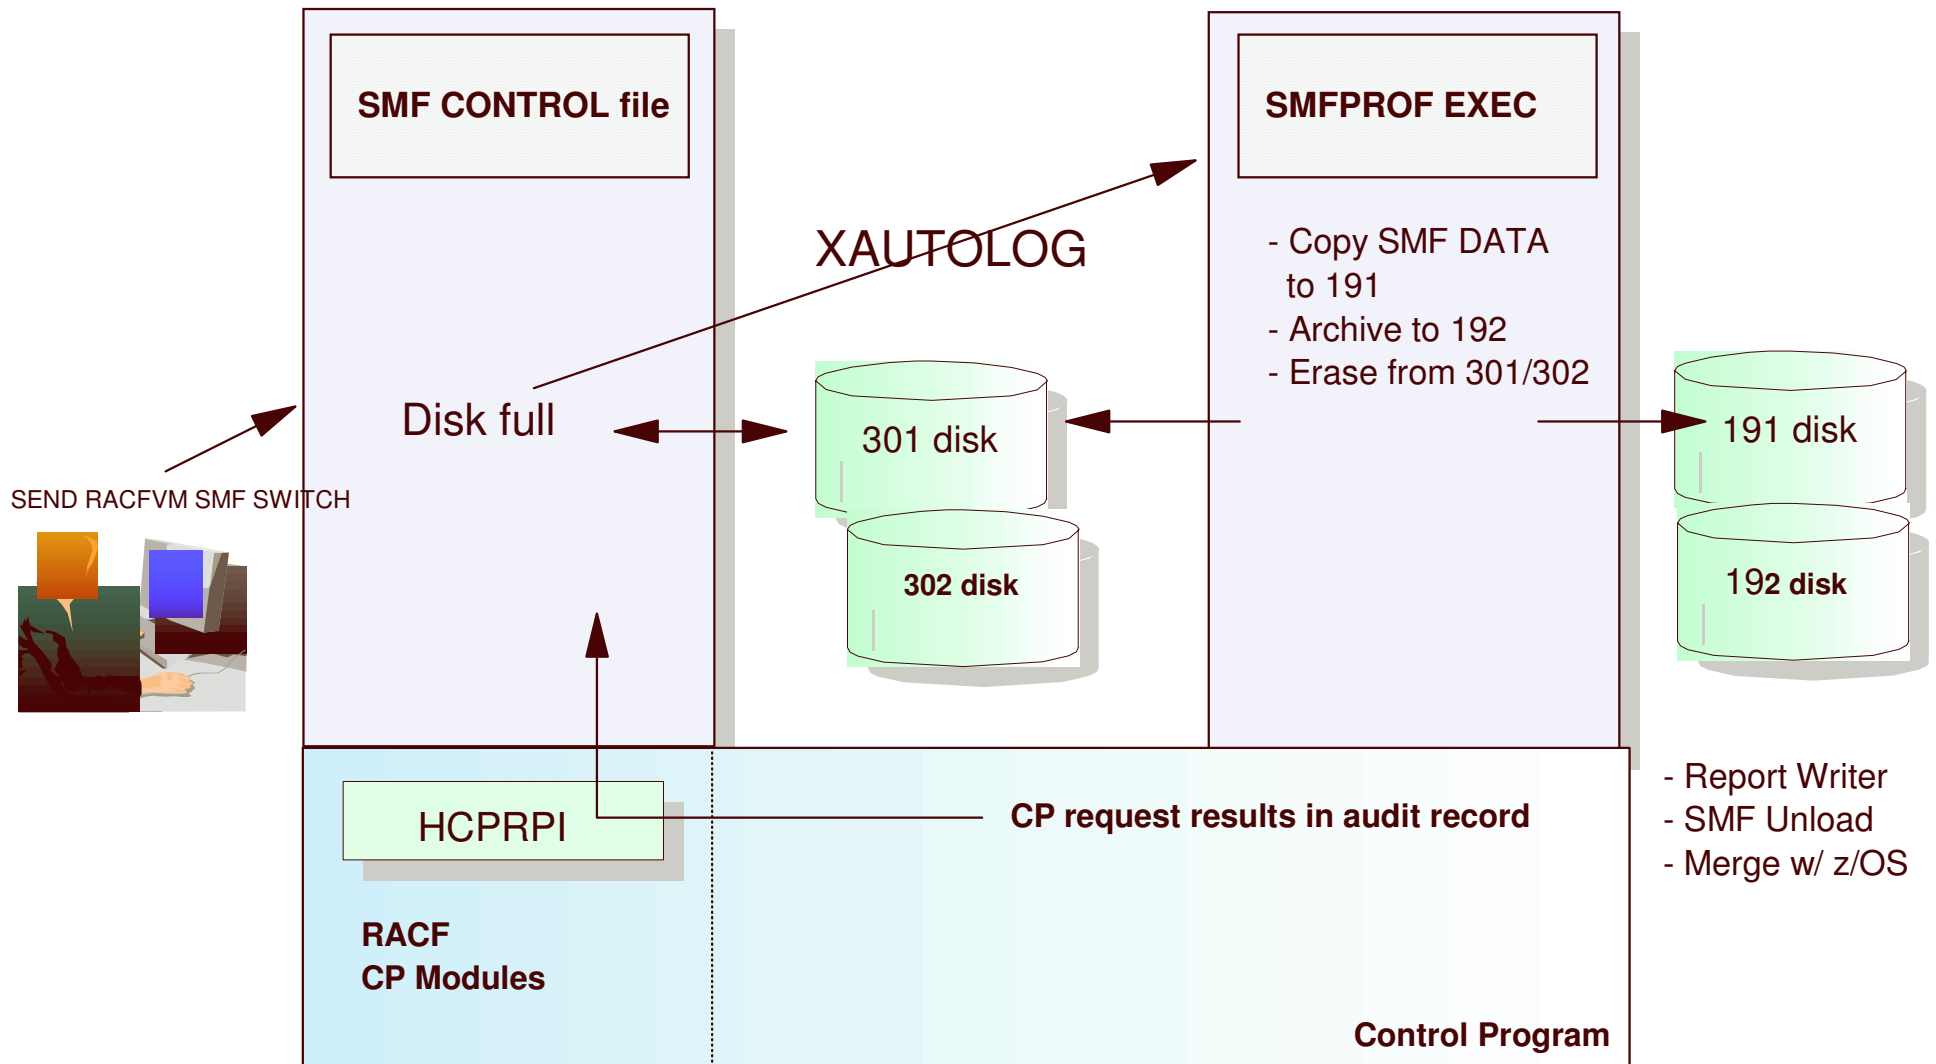 SMF CONTROL file
SMFPROF EXEC
XAUTOLOG
- Copy SMF DATA
to 191
- Archive to 192
- Erase from 301/302
Disk full
301 disk
191 disk
SEND RACFVM SMF SWITCH
302 disk
192 disk
HCPRPI
CP request results in audit record
- Report Writer
- SMF Unload
- Merge w/ z/OS
RACF
CP Modules
Control Program